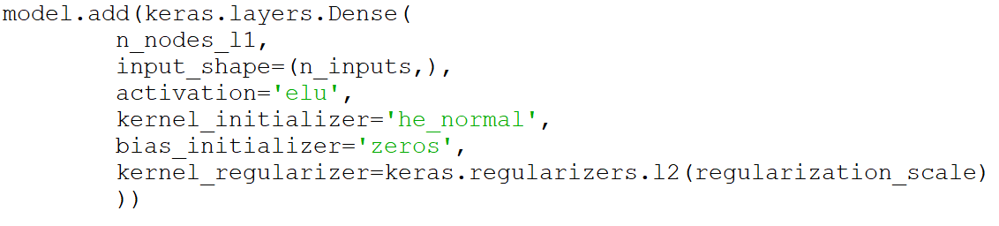 model.add(keras.layers.Dense(
        n_nodes_l1,
        input_shape=(n_inputs,),
        activation='elu',
        kernel_initializer='he_normal',
        bias_initializer='zeros',
        kernel_regularizer=keras.regularizers.l2(regularization_scale)
        ))